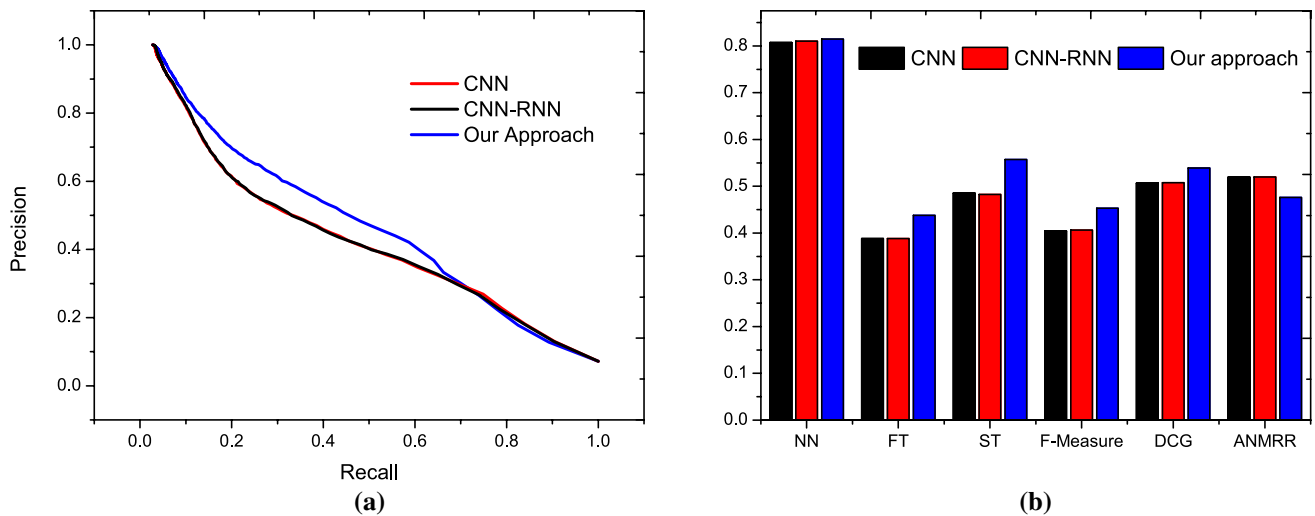 1.0
0.8
0.6
0.4
0.2
0.0
Precision
CNN
CNN-RNN
Our Approach
0.0 0.2 0.4 0.6 0.8 1.0
Recall
(a)
0.8
0.7
0.6
0.5
0.4
0.3
0.2
0.1
0.0
CNN CNN-RNN Our approach
NN FT ST F-Measure DCG ANMRR
(b)